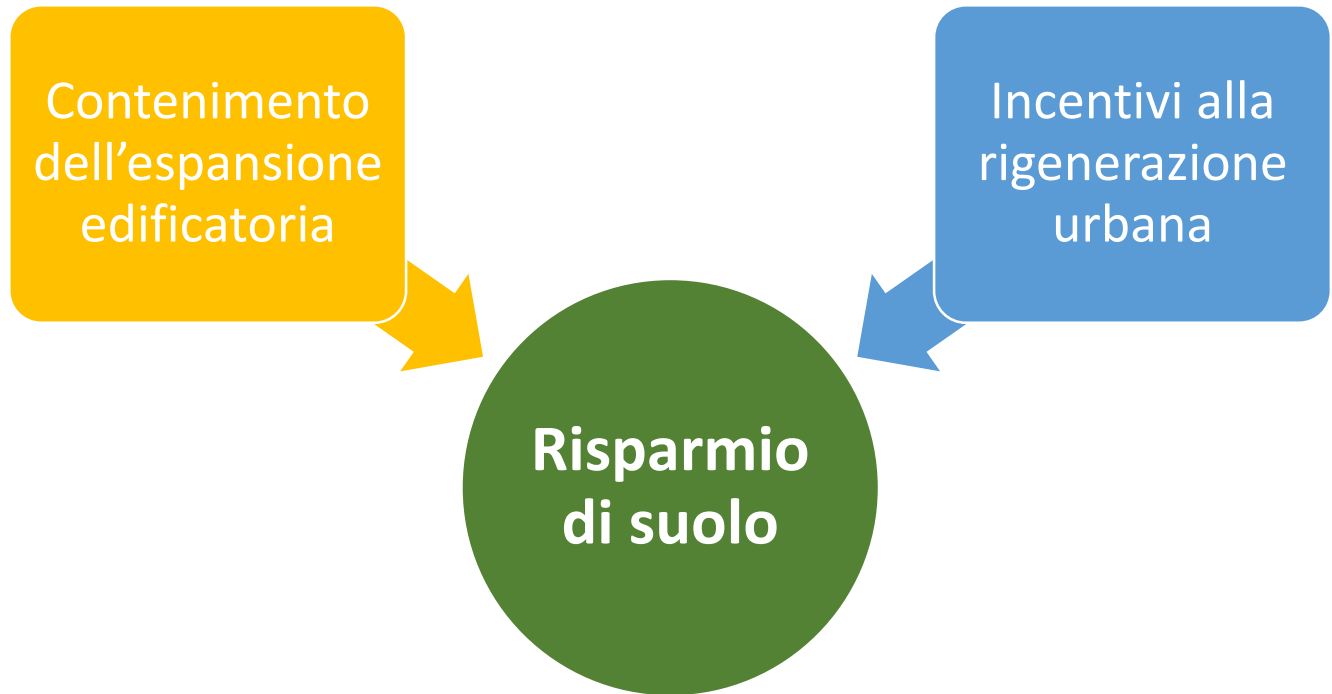 Contenimento
dell’espansione
edificatoria
Incentivi alla
rigenerazione
urbana
Risparmio
di suolo